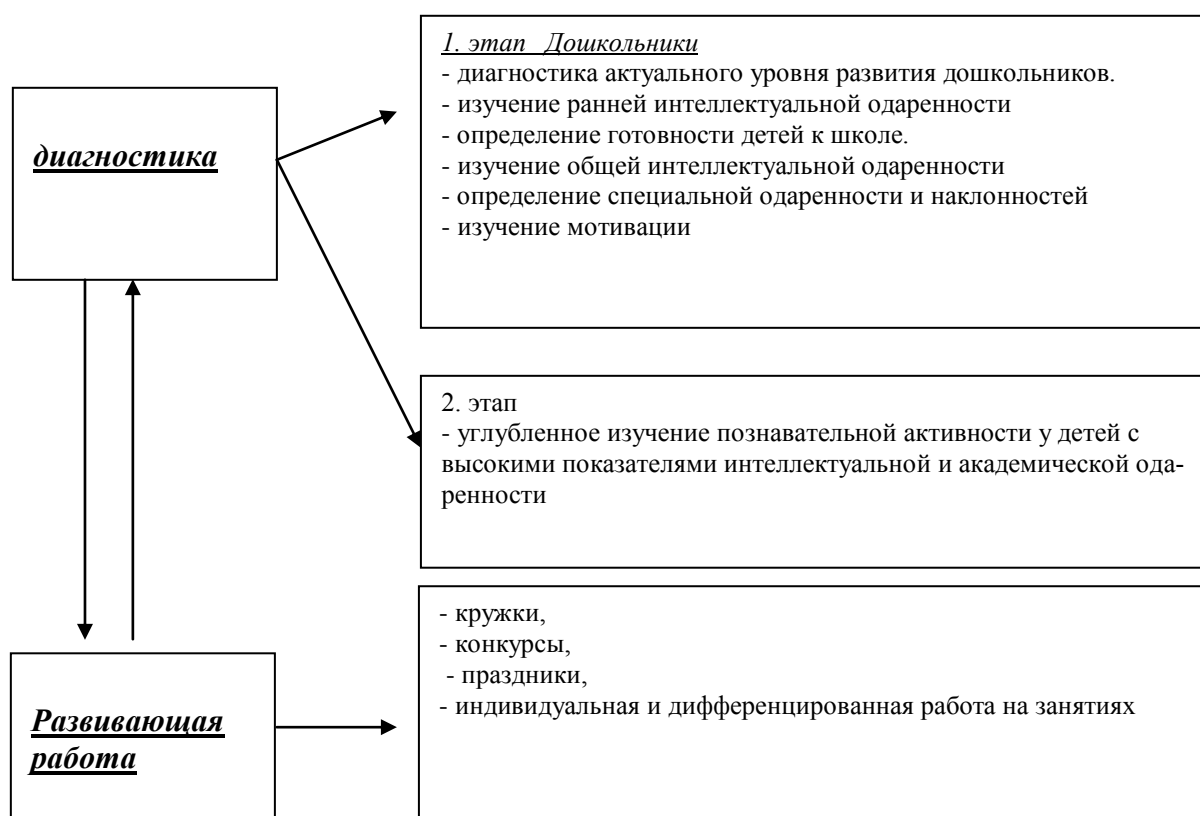 диагностика
1. этап   Дошкольники
- диагностика актуального уровня развития дошкольников.
- изучение ранней интеллектуальной одаренности
- определение готовности детей к школе.
- изучение общей интеллектуальной одаренности
- определение специальной одаренности и наклонностей
- изучение мотивации
2. этап
- углубленное изучение познавательной активности у детей с
высокими показателями интеллектуальной и академической ода-
ренности
Развивающая
работа
- кружки,
- конкурсы,
- праздники,
- индивидуальная и дифференцированная работа на занятиях